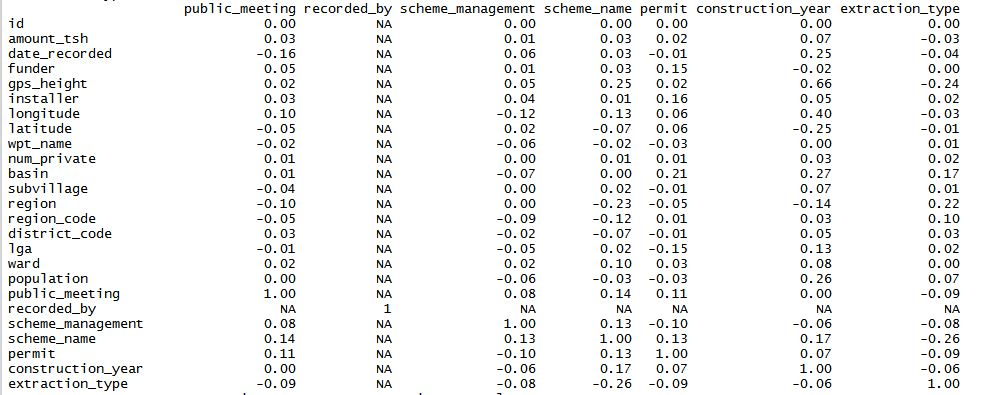 public_meeting recorded_by scheme_management scheme_name permit construction_year extraction_type
id 0.00 NA 0.00 0.00 0.00 0.00 0.00
amount_tsh 0.03 NA 0.01 0.03 0.02 0.07 -0.03
date_recorded -0.16 NA 0.06 0.03 -0.01 0.25 -0.04
funder 0.05 NA 0.01 0.03 0.15 -0.02 0.00
gps_height 0.02 NA 0.05 0.25 0.02 0.66 -0.24
installer 0.03 NA 0.04 0.01 0.16 0.05 0.02
longitude 0.10 NA -0.12 0.13 0.06 0.40 -0.03
latitude -0.05 NA 0.02 -0.07 0.06 -0.25 -0.01
wpt_name -0.02 NA -0.06 -0.02 -0.03 0.00 0.01
num_private 0.01 NA 0.00 0.01 0.01 0.03 0.02
basin 0.01 NA -0.07 0.00 0.21 0.27 0.17
subvillage -0.04 NA 0.00 0.02 -0.01 0.07 0.01
region -0.10 NA 0.00 -0.23 -0.05 -0.14 0.22
region_code -0.05 NA -0.09 -0.12 0.01 0.03 0.10
district_code 0.03 NA -0.02 -0.07 -0.01 0.05 0.03
lga -0.01 NA -0.05 0.02 -0.15 0.13 0.02
ward 0.02 NA 0.02 0.10 0.03 0.08 0.00
population 0.00 NA -0.06 -0.03 -0.03 0.26 0.07
public_meeting 1.00 NA 0.08 0.14 0.11 0.00 -0.09
recorded_by NA 1 NA NA NA NA NA
scheme_management 0.08 NA 1.00 0.13 -0.10 -0.06 -0.08
scheme_name 0.14 NA 0.13 1.00 0.13 0.17 -0.26
permit 0.11 NA -0.10 0.13 1.00 0.07 -0.09
construction_year 0.00 NA -0.06 0.17 0.07 1.00 -0.06
extraction_type -0.09 NA -0.08 -0.26 -0.09 -0.06 1.00